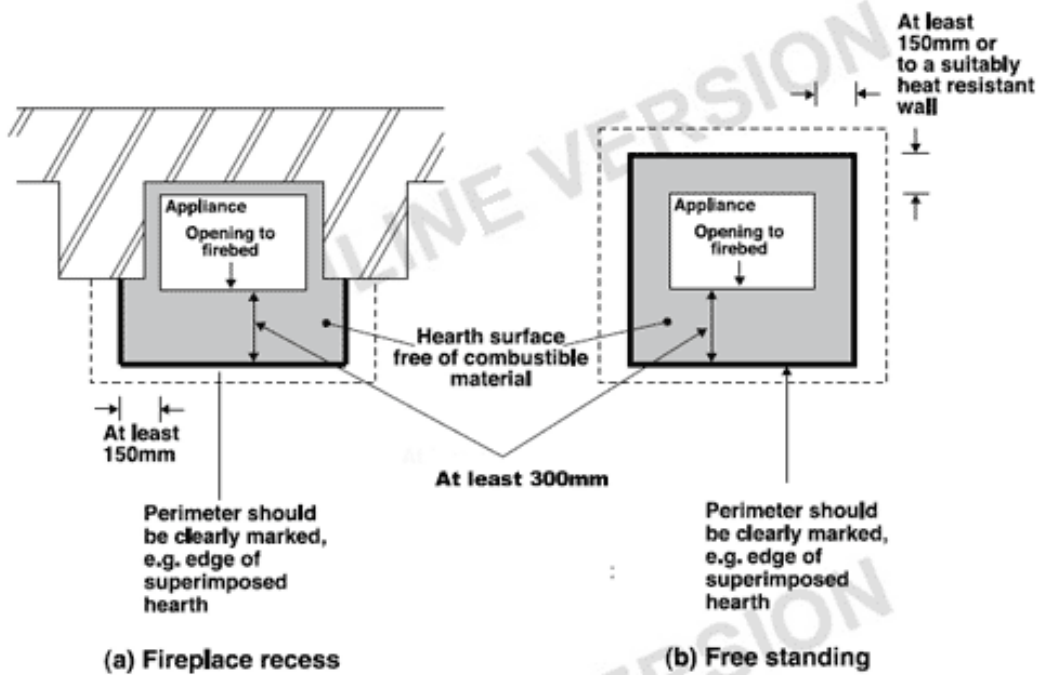 At least
150mm or
to a suitably
heat resistant
wall
LINE VERSION
Appliance
Opening to
firebed
Appliance
Opening to
firebed
Hearth surface
free of combustible
material
At least
150mm
At least 300mm
Perimeter should
be clearly marked,
e.g. edge of
superimposed
hearth
Perimeter should
be clearly marked,
e.g. edge of
superimposed
hearth
(a) Fireplace recess
(b) Free standing